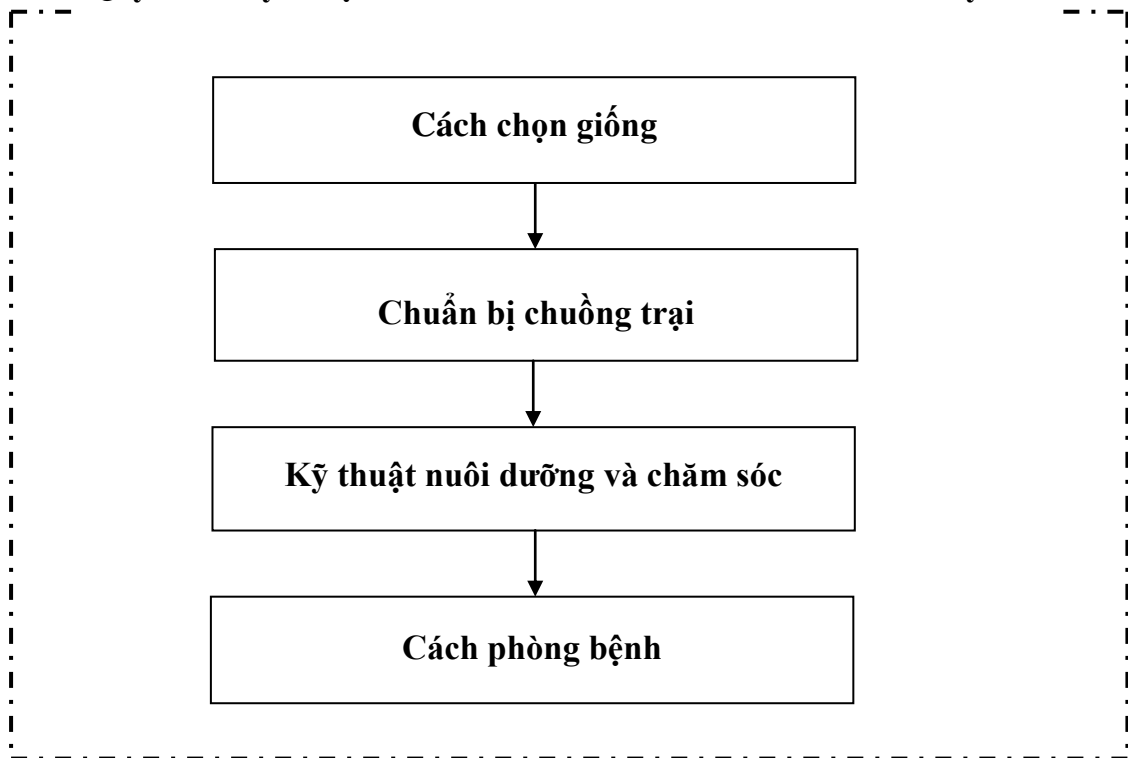 Cách chọn giống
Chuẩn bị chuồng trại
Kỹ thuật nuôi dưỡng và chăm sóc
Cách phòng bệnh